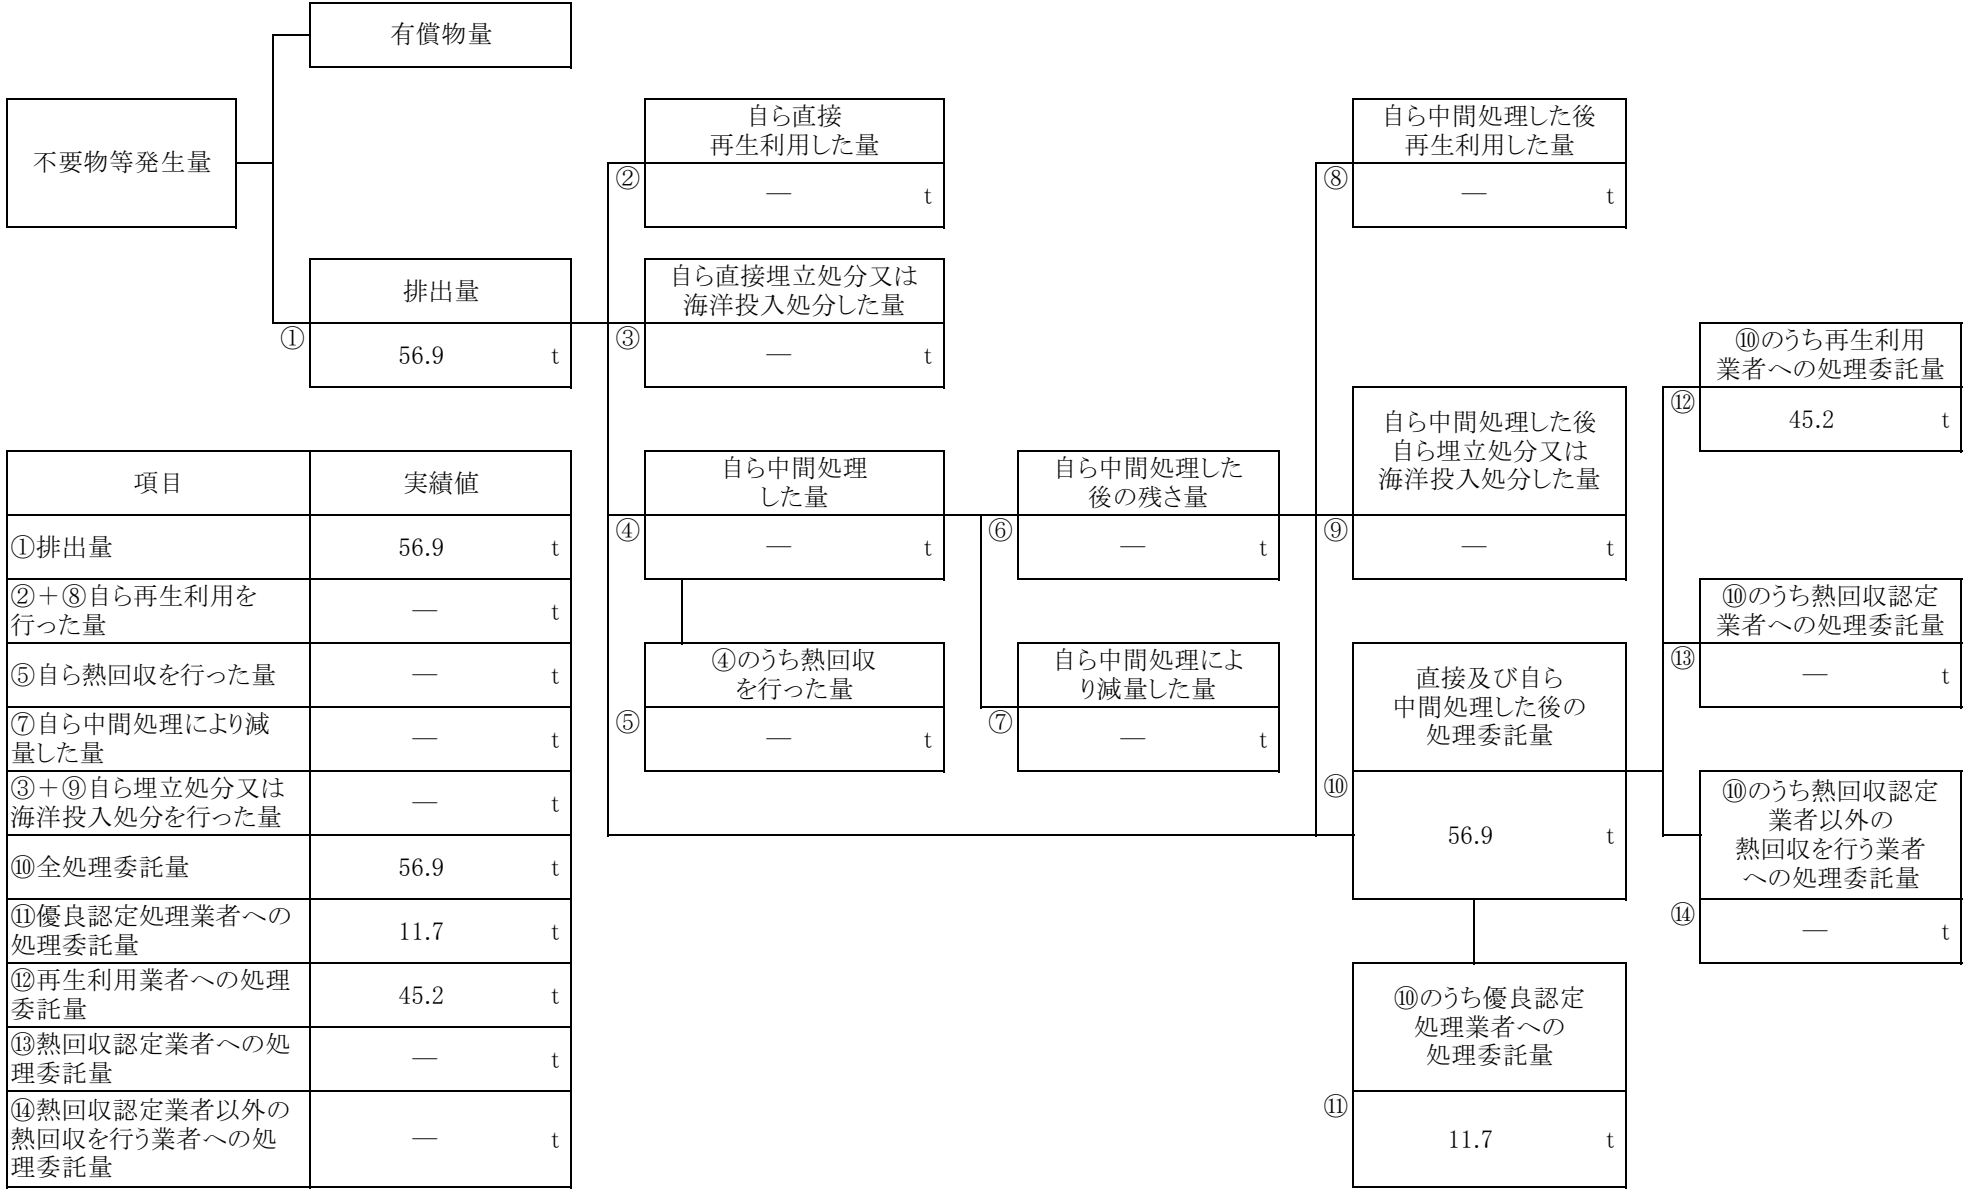 有償物量
不要物等発生量
排出量
①
56.9 t
自ら直接
再生利用した量
②
― t
自ら直接埋立処分又は
海洋投入処分した量
③
― t
自ら中間処理
した量
④
― t
④のうち熱回収
を行った量
⑤
― t
自ら中間処理した
後の残さ量
⑥
― t
自ら中間処理によ
り減量した量
⑦
― t
自ら中間処理した後
再生利用した量
⑧
― t
自ら中間処理した後
自ら埋立処分又は
海洋投入処分した量
⑨
― t
直接及び自ら
中間処理した後の
処理委託量
⑩
56.9 t
⑩のうち優良認定
処理業者への
処理委託量
⑪
11.7 t
⑩のうち再生利用
業者への処理委託量
⑫
45.2 t
⑩のうち熱回収認定
業者への処理委託量
⑬
― t
⑩のうち熱回収認定
業者以外の
熱回収を行う業者
への処理委託量
⑭
― t
項目 実績値
①排出量 56.9 t
②＋⑧自ら再生利用を
行った量 ― t
⑤自ら熱回収を行った量 ― t
⑦自ら中間処理により減
量した量 ― t
③＋⑨自ら埋立処分又は
海洋投入処分を行った量 ― t
⑩全処理委託量 56.9 t
⑪優良認定処理業者への
処理委託量 11.7 t
⑫再生利用業者への処理
委託量 45.2 t
⑬熱回収認定業者への処
理委託量 ― t
⑭熱回収認定業者以外の
熱回収を行う業者への処
理委託量 ― t